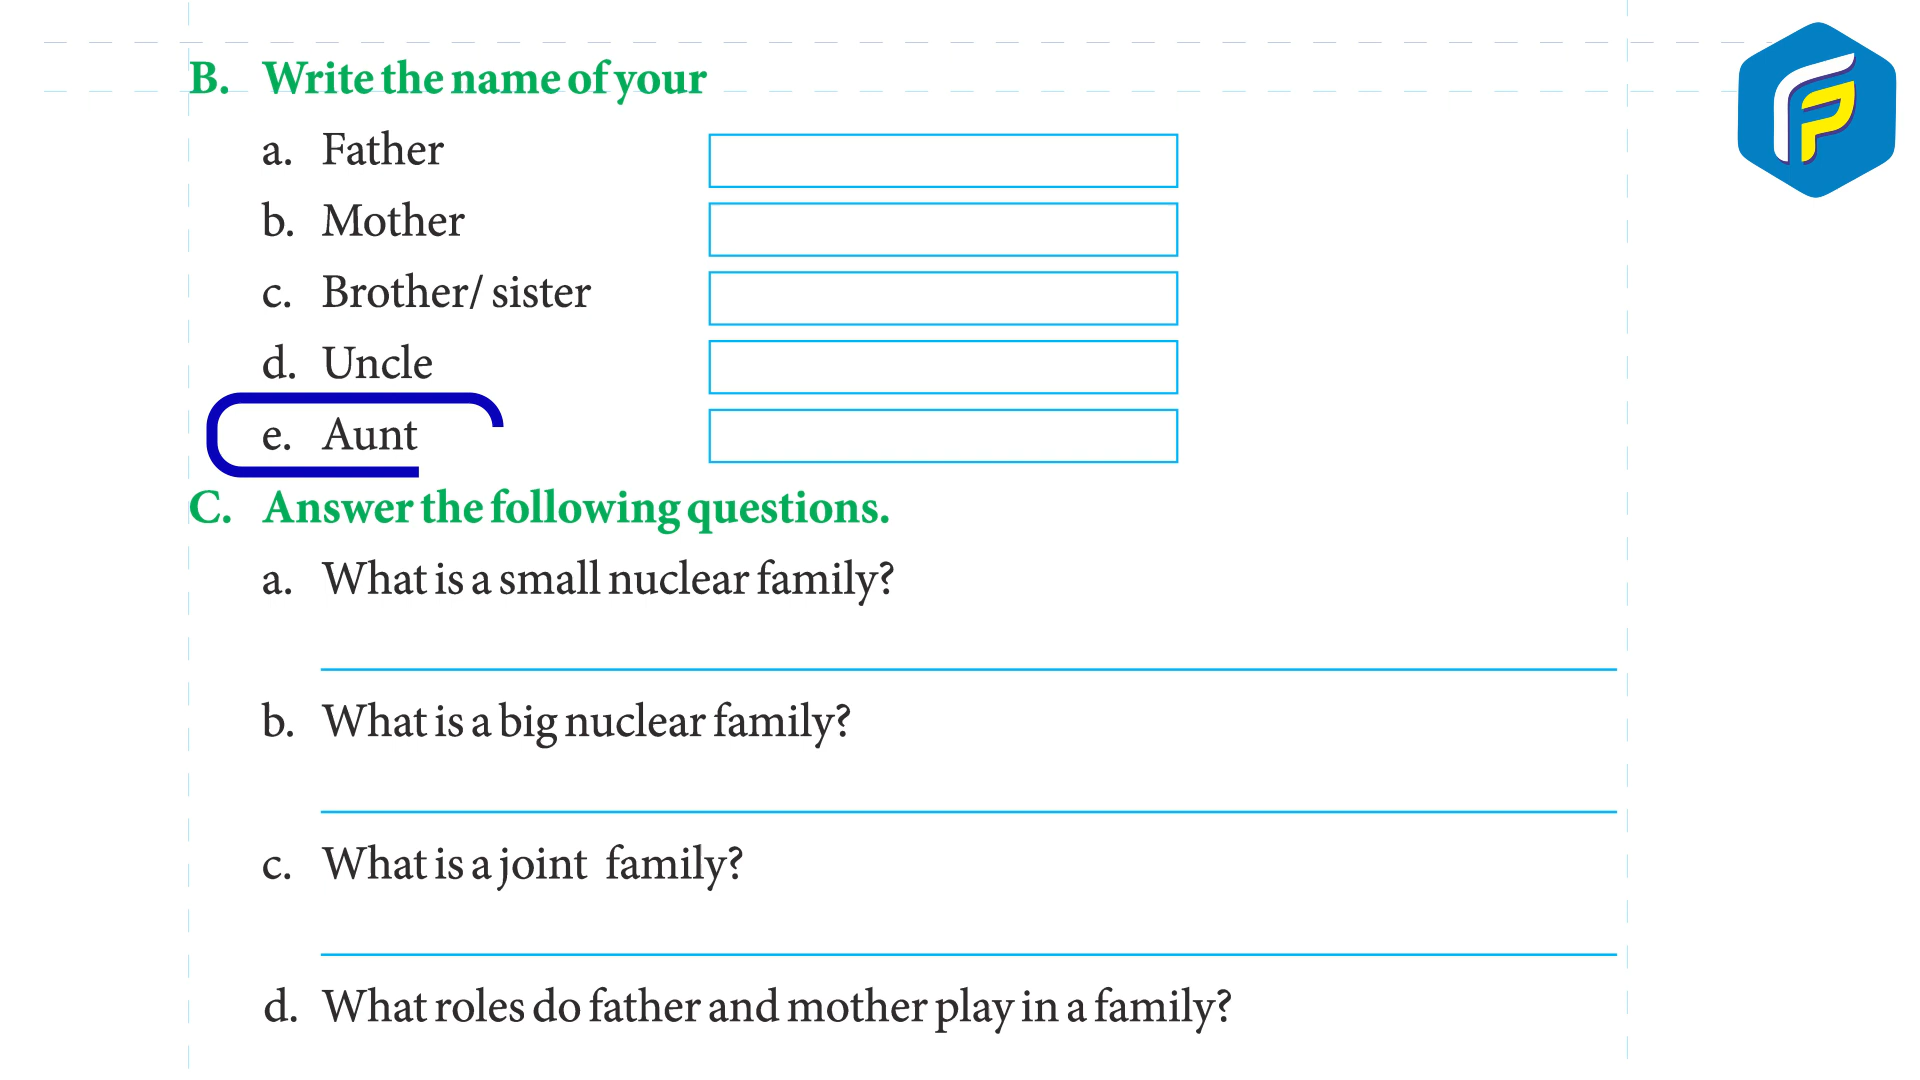 B. Write the name of your
a. Father
b. Mother
c. Brother/ sister
d. Uncle
e. Aunt
C. Answer the following questions.
a. What is a small nuclear family?
b. What is a big nuclear family?
c. What is a joint family?
d. What roles do father and mother play in a family?